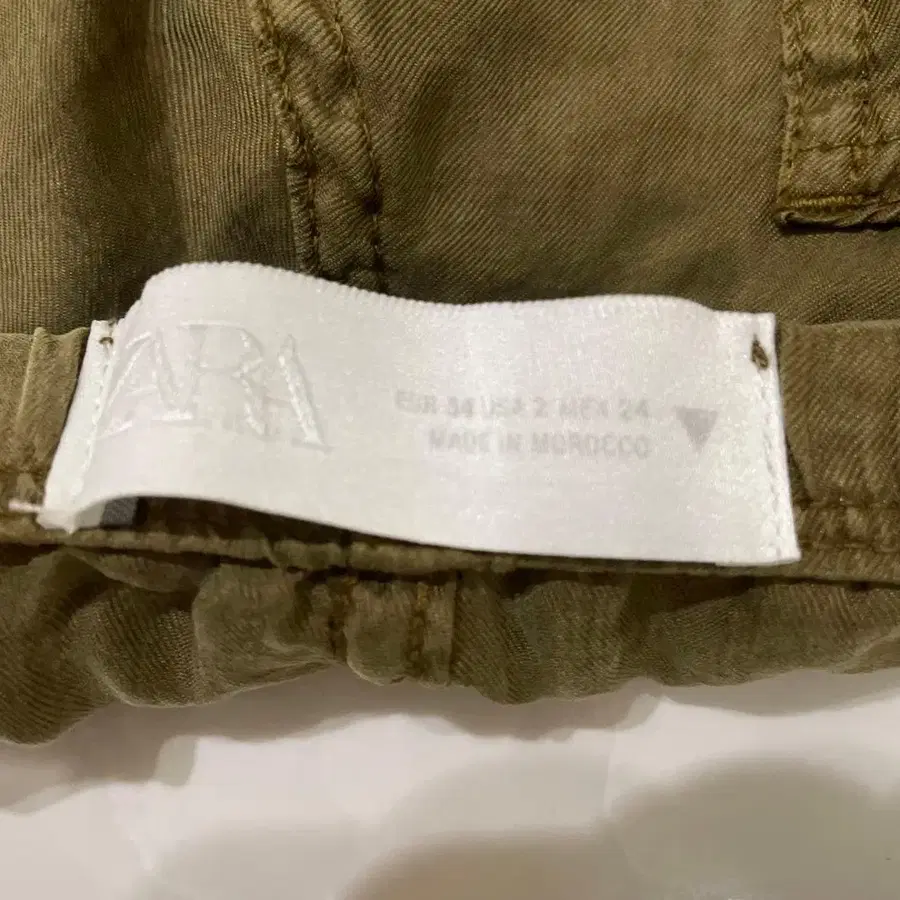 ZARA
EUR 34 USA 2 MEX 24
MADE IN MOROCCO